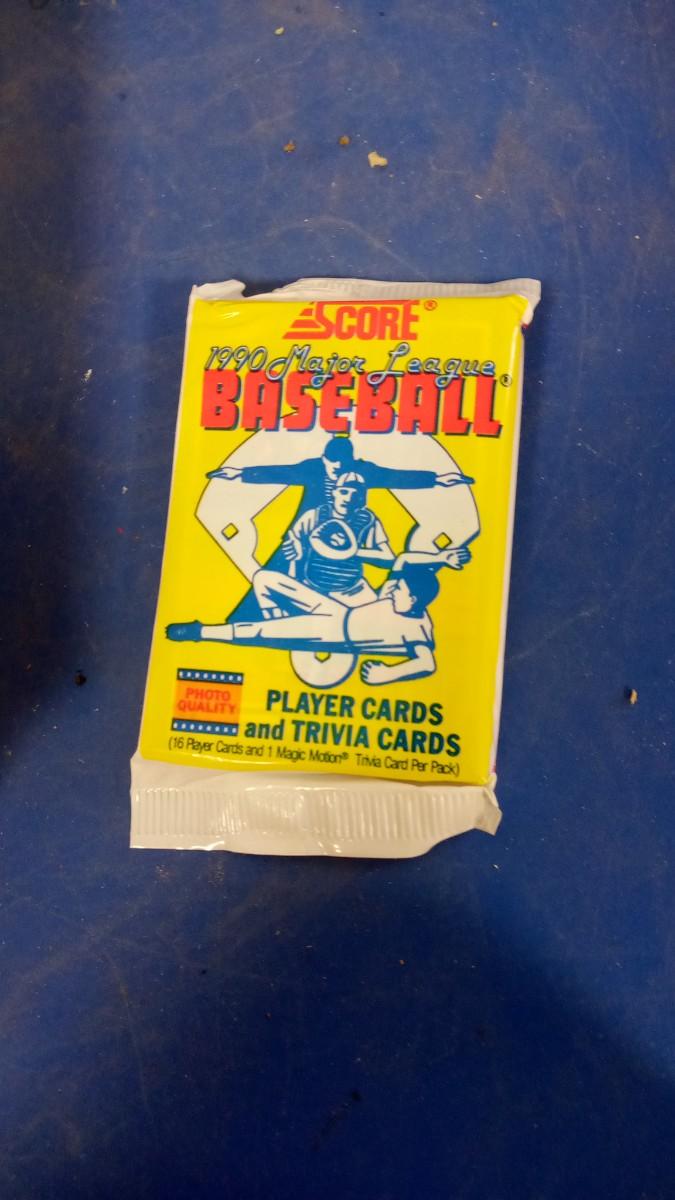 SCORE®
1990 Major League
BASEBALL®
PHOTO
QUALITY
PLAYER CARDS
and TRIVIA CARDS
(16 Player Cards and 1 Magic Motion® Trivia Card Per Pack)